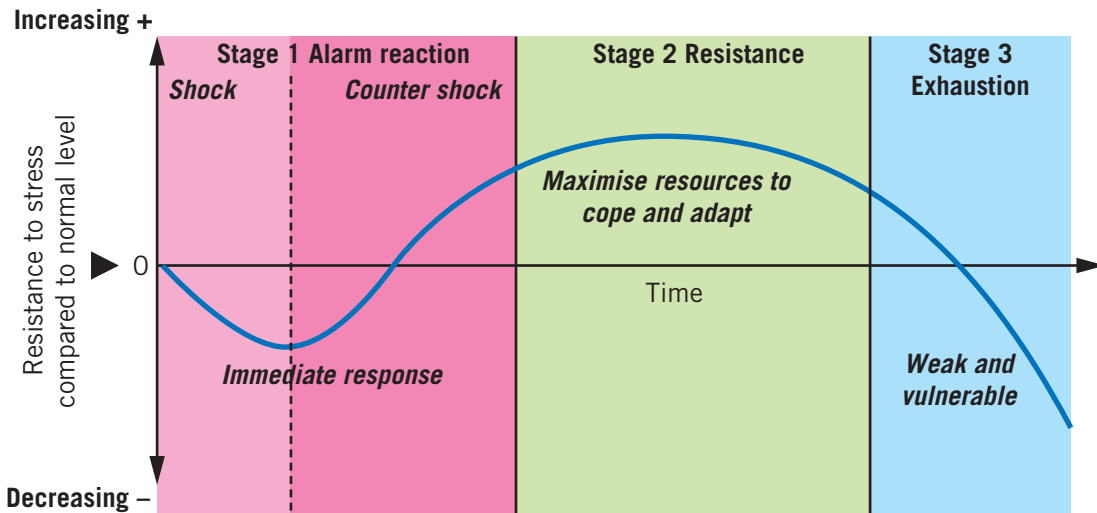 Increasing +
Stage 1 Alarm reaction
Shock
Counter shock
Stage 2 Resistance
Stage 3
Exhaustion
Resistance to stress
compared to normal level
0
Maximise resources to
cope and adapt
Time
Immediate response
Weak and
vulnerable
Decreasing –